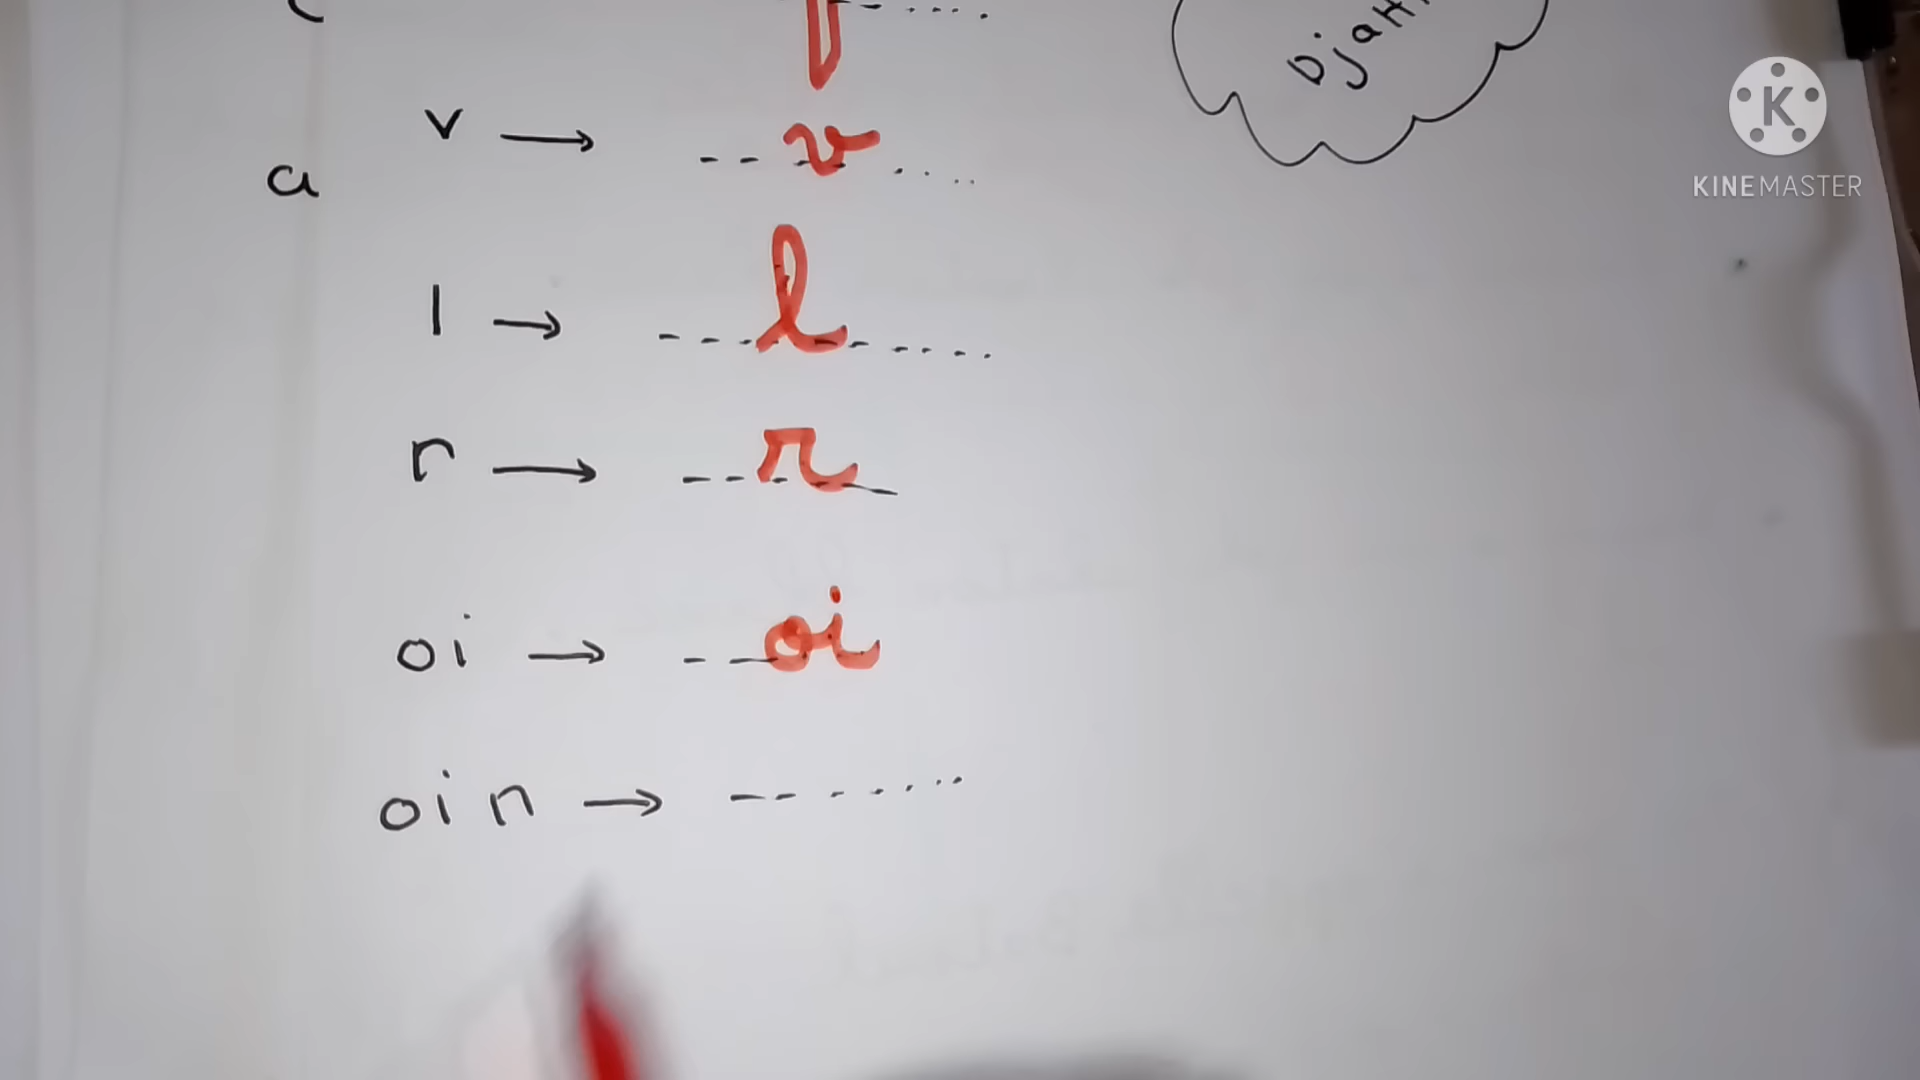 v → v
a
l → l
r → r
oi → oi
oin →
KINEMASTER